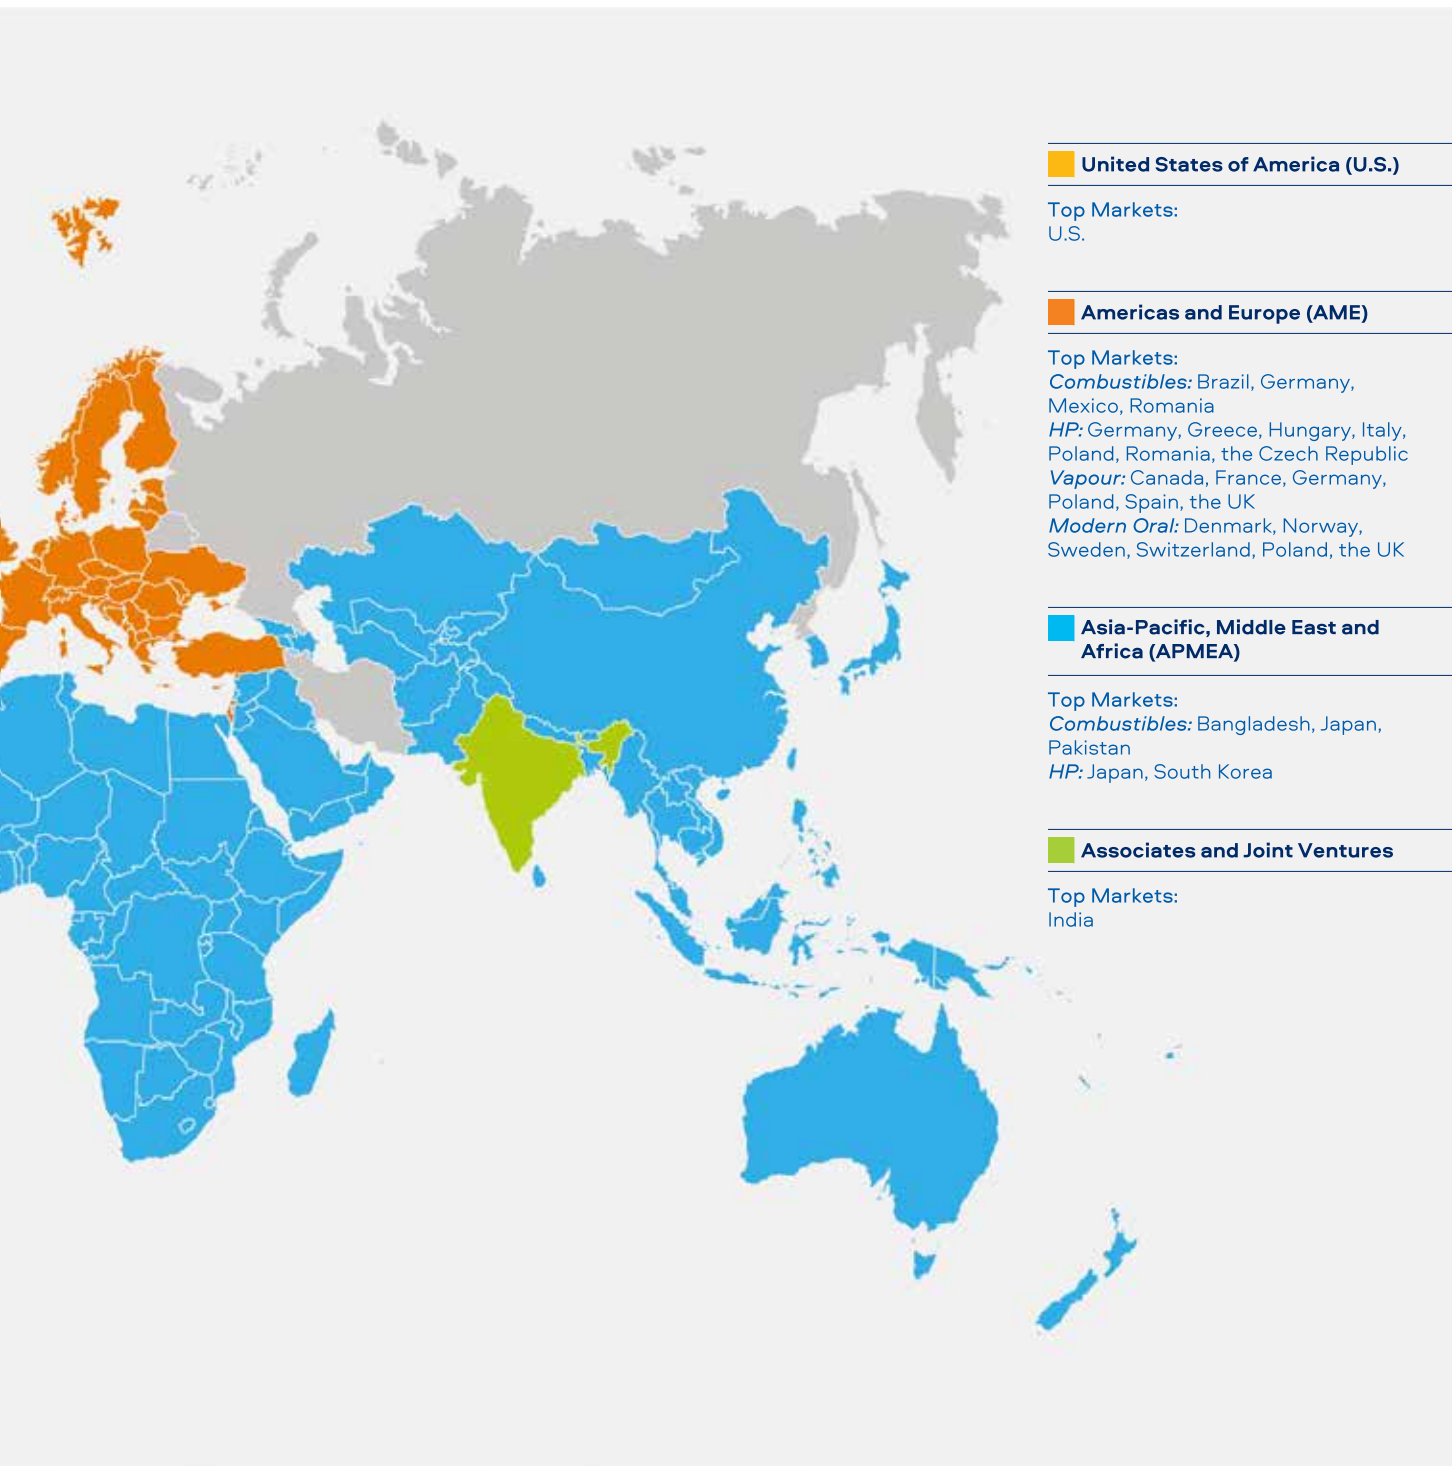 United States of America (U.S.)
Top Markets:
U.S.
Americas and Europe (AME)
Top Markets:
Combustibles: Brazil, Germany,
Mexico, Romania
HP: Germany, Greece, Hungary, Italy,
Poland, Romania, the Czech Republic
Vapour: Canada, France, Germany,
Poland, Spain, the UK
Modern Oral: Denmark, Norway,
Sweden, Switzerland, Poland, the UK
Asia-Pacific, Middle East and
Africa (APMEA)
Top Markets:
Combustibles: Bangladesh, Japan,
Pakistan
HP: Japan, South Korea
Associates and Joint Ventures
Top Markets:
India